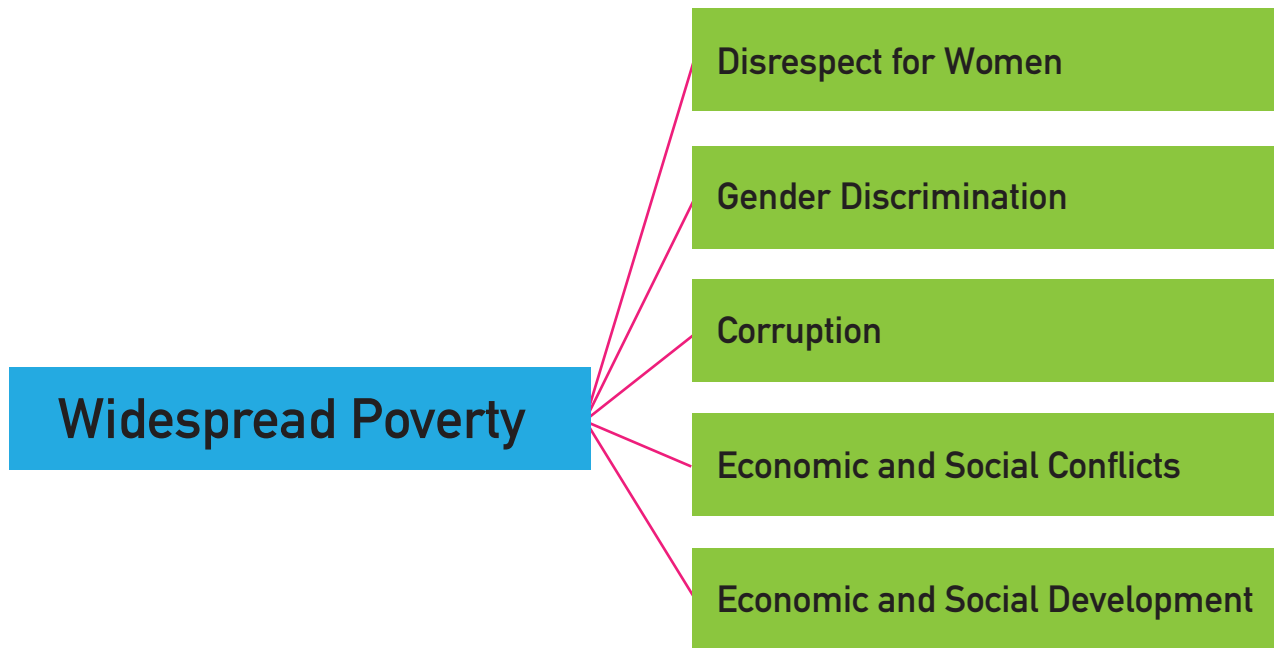 Disrespect for Women
Gender Discrimination
Corruption
Widespread Poverty
Economic and Social Conflicts
Economic and Social Development